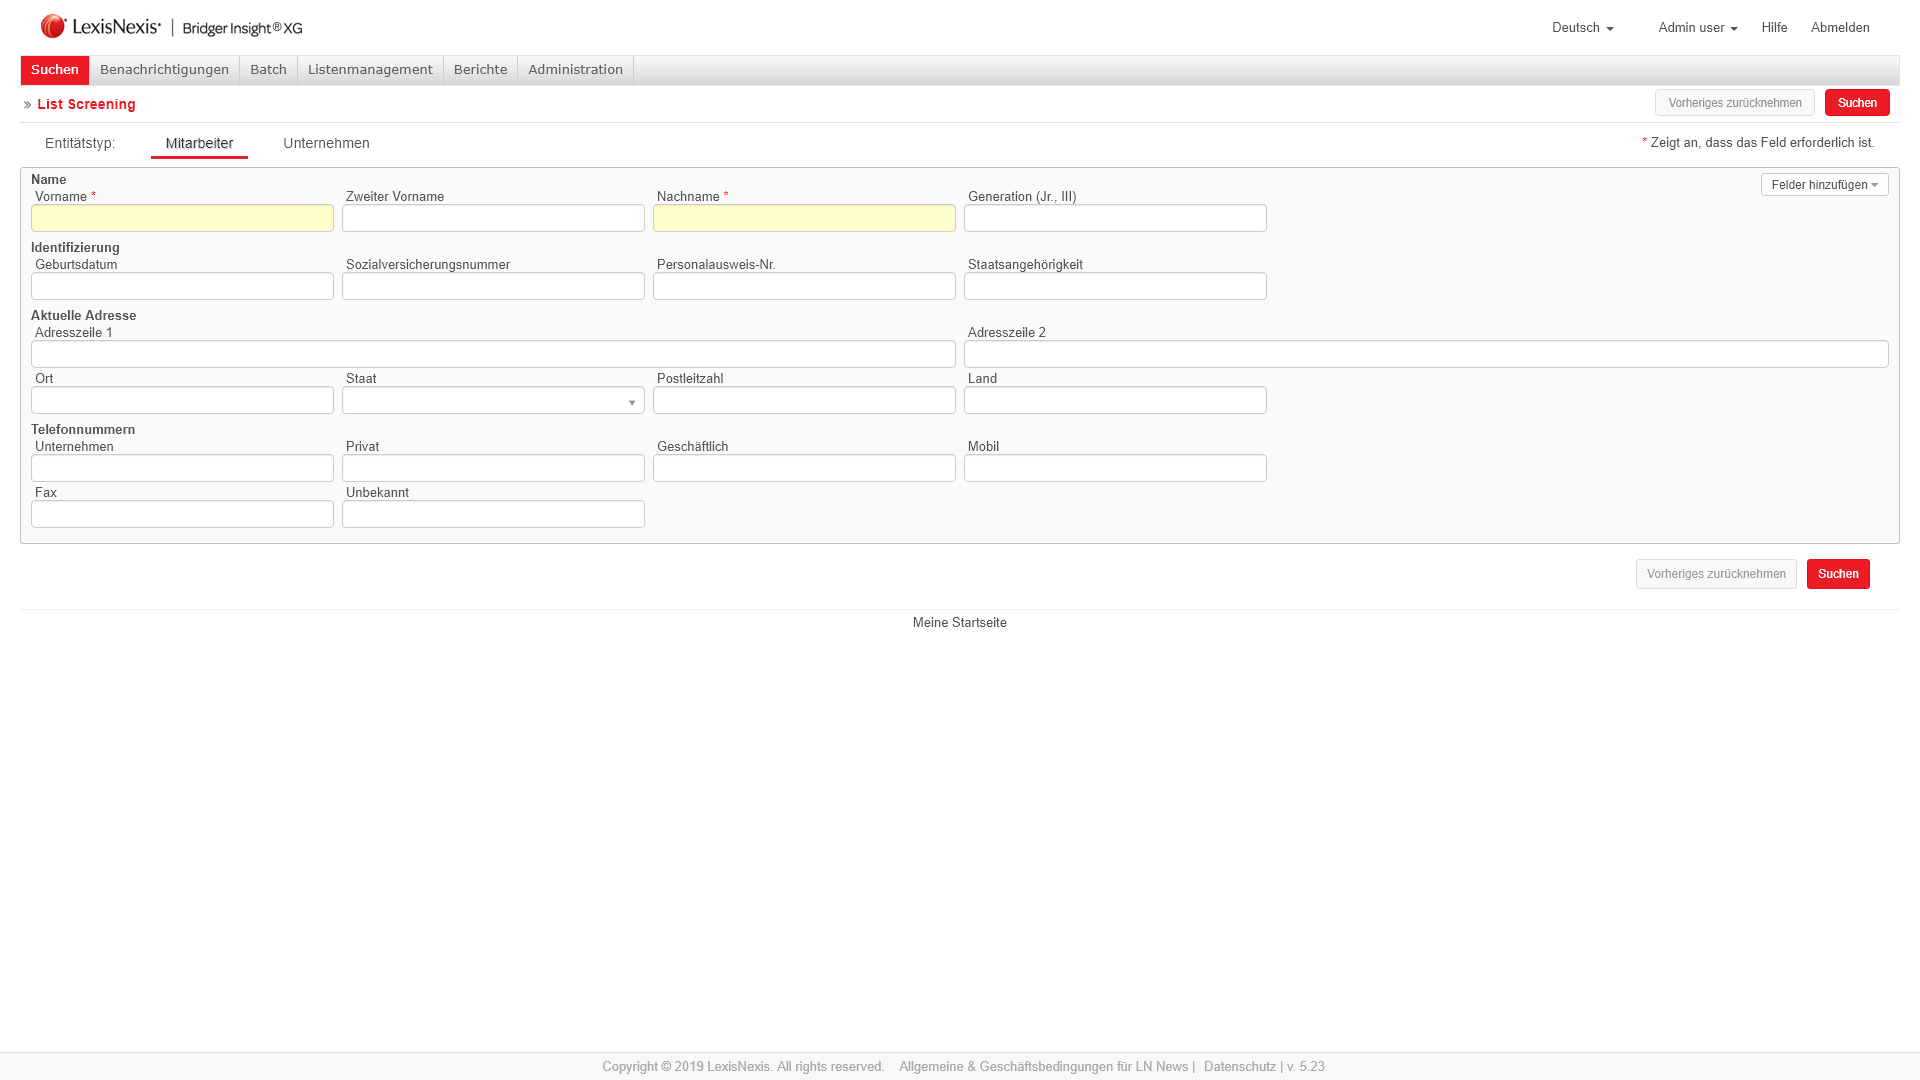 LexisNexis® | Bridger Insight® XG
Deutsch
Admin user
Hilfe
Abmelden
Suchen
Benachrichtigungen
Batch
Listenmanagement
Berichte
Administration
» List Screening
Vorheriges zurücknehmen
Suchen
Entitätstyp:
Mitarbeiter
Unternehmen
* Zeigt an, dass das Feld erforderlich ist.
Name
Felder hinzufügen
Vorname *
Zweiter Vorname
Nachname *
Generation (Jr., III)
Identifizierung
Geburtsdatum
Sozialversicherungsnummer
Personalausweis-Nr.
Staatsangehörigkeit
Aktuelle Adresse
Adresszeile 1
Adresszeile 2
Ort
Staat
Postleitzahl
Land
Telefonnummern
Unternehmen
Privat
Geschäftlich
Mobil
Fax
Unbekannt
Vorheriges zurücknehmen
Suchen
Meine Startseite
Copyright © 2019 LexisNexis. All rights reserved. Allgemeine & Geschäftsbedingungen für LN News | Datenschutz | v. 5.23